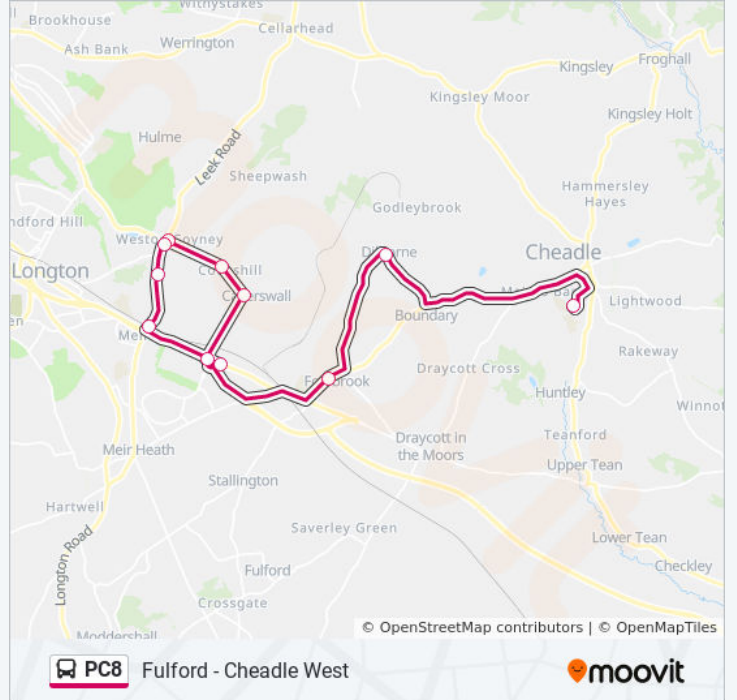 Withystakes
Brookhouse
Cellarhead
Werrington
Ash Bank
Froghall
Kingsley
Kingsley Moor
Kingsley Holt
Hulme
Leek Road
Sheepwash
Hammersley
Hayes
Godleybrook
ndford Hill
Cheadle
Longton
Lightwood
Boundary
en
Rakeway
Draycott Cross
Huntley
Winnot
Teanford
Draycott in
the Moors
Meir Heath
Upper Tean
Stallington
Hartwell
Saverley Green
Lower Tean
Longton Road
Checkley
Fulford
Crossgate
Moddershall
© OpenStreetMap contributors | © OpenMapTiles
PC8 Fulford - Cheadle West
moovit